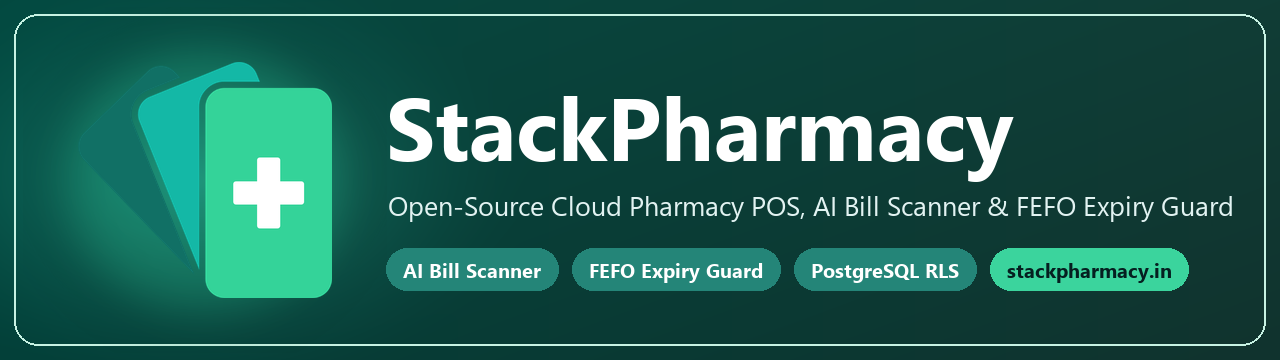 StackPharmacy
Open-Source Cloud Pharmacy POS, AI Bill Scanner & FEFO Expiry Guard
AI Bill Scanner FEFO Expiry Guard PostgreSQL RLS stackpharmacy.in